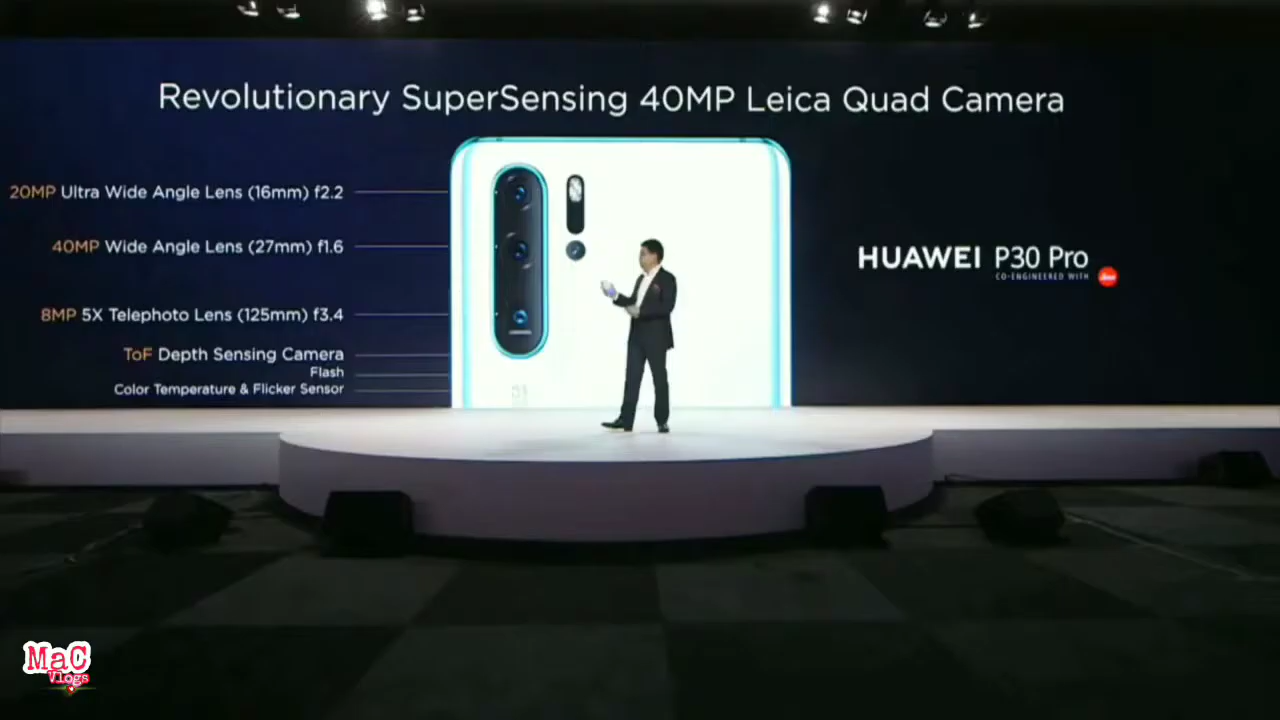 Revolutionary SuperSensing 40MP Leica Quad Camera
20MP Ultra Wide Angle Lens (16mm) f2.2
40MP Wide Angle Lens (27mm) f1.6
8MP 5X Telephoto Lens (125mm) f3.4
ToF Depth Sensing Camera
Flash
Color Temperature & Flicker Sensor
HUAWEI P30 Pro
CO-ENGINEERED WITH
MaC
Vlogs